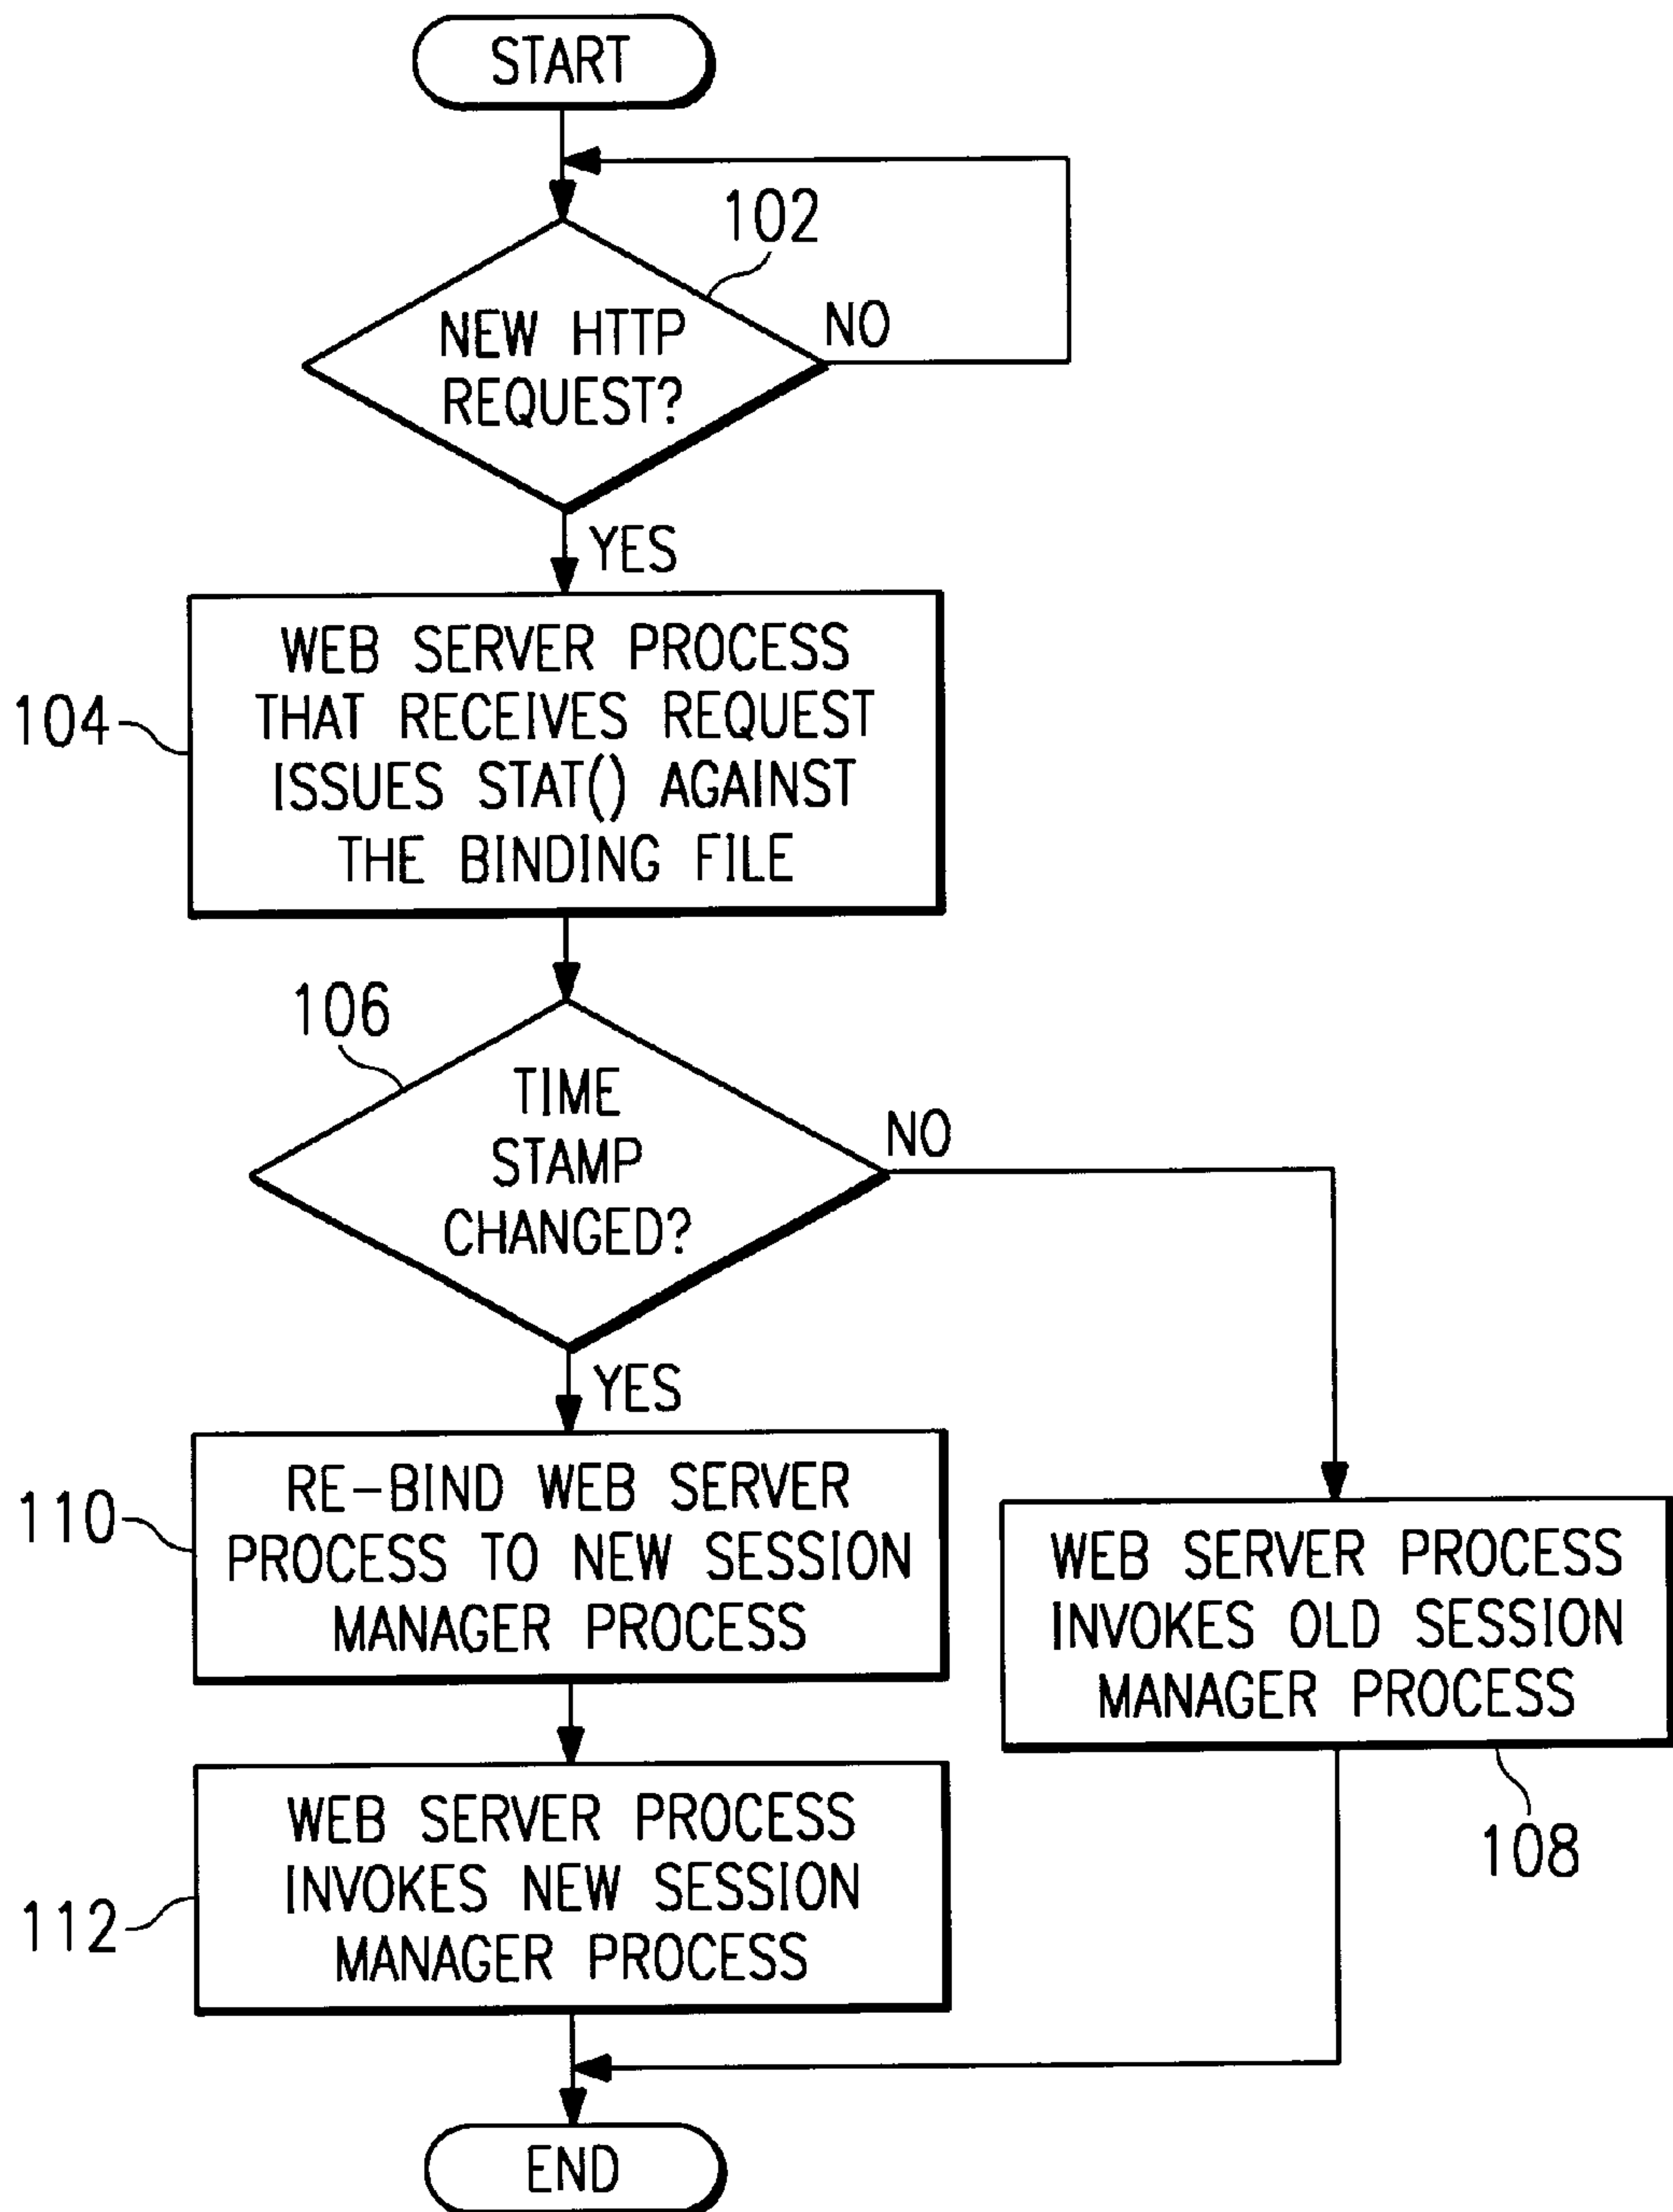 START
102
NEW HTTP
REQUEST?
NO
YES
104
WEB SERVER PROCESS
THAT RECEIVES REQUEST
ISSUES STAT() AGAINST
THE BINDING FILE
106
TIME
STAMP
CHANGED?
NO
YES
110
RE-BIND WEB SERVER
PROCESS TO NEW SESSION
MANAGER PROCESS
WEB SERVER PROCESS
INVOKES OLD SESSION
MANAGER PROCESS
108
112
WEB SERVER PROCESS
INVOKES NEW SESSION
MANAGER PROCESS
END